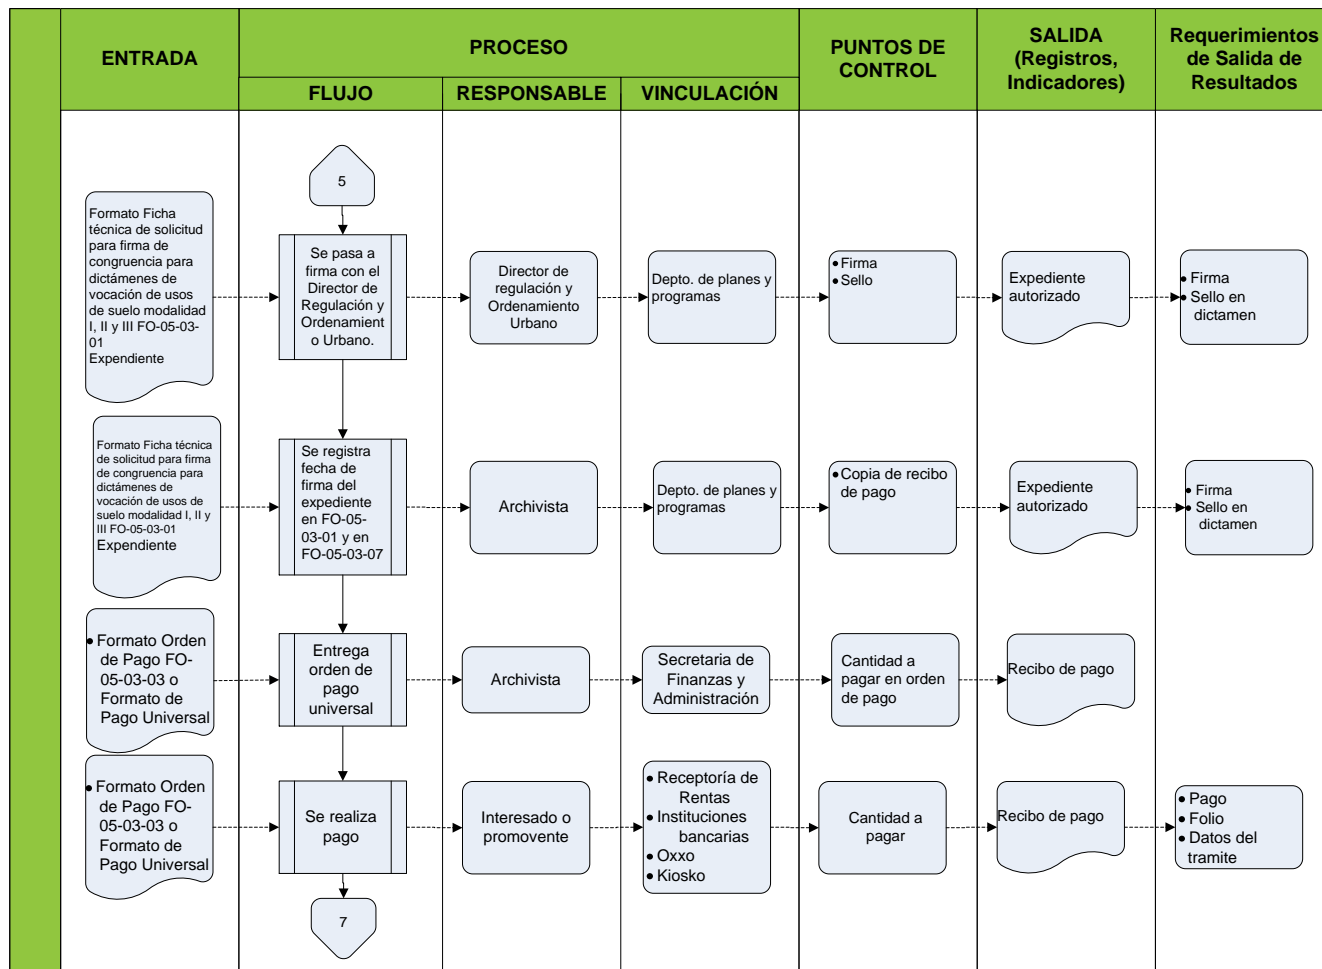 ENTRADA
PROCESO
PUNTOS DE
CONTROL
SALIDA
(Registros,
Indicadores)
Requerimientos
de Salida de
Resultados
FLUJO
RESPONSABLE
VINCULACIÓN
5
Formato Ficha
técnica de solicitud
para firma de
congruencia para
dictámenes de
vocación de usos
de suelo modalidad
I, II y III FO-05-03-
01
Expendiente
Se pasa a
firma con el
Director de
Regulación y
Ordenamient
o Urbano.
Director de
regulación y
Ordenamiento
Urbano
Depto. de planes y
programas
• Firma
• Sello
Expediente
autorizado
• Firma
• Sello en
dictamen
Formato Ficha técnica
de solicitud para firma
de congruencia para
dictámenes de
vocación de usos de
suelo modalidad I, II y
III FO-05-03-01
Expendiente
Se registra
fecha de
firma del
expediente
en FO-05-
03-01 y en
FO-05-03-07
Archivista
Depto. de planes y
programas
• Copia de recibo
de pago
Expediente
autorizado
• Firma
• Sello en
dictamen
• Formato Orden
de Pago FO-
05-03-03 o
Formato de
Pago Universal
Entrega
orden de
pago
universal
Archivista
Secretaria de
Finanzas y
Administración
Cantidad a
pagar en orden
de pago
Recibo de pago
• Formato Orden
de Pago FO-
05-03-03 o
Formato de
Pago Universal
Se realiza
pago
Interesado o
promovente
• Receptoría de
Rentas
• Instituciones
bancarias
• Oxxo
• Kiosko
Cantidad a
pagar
Recibo de pago
• Pago
• Folio
• Datos del
tramite
7